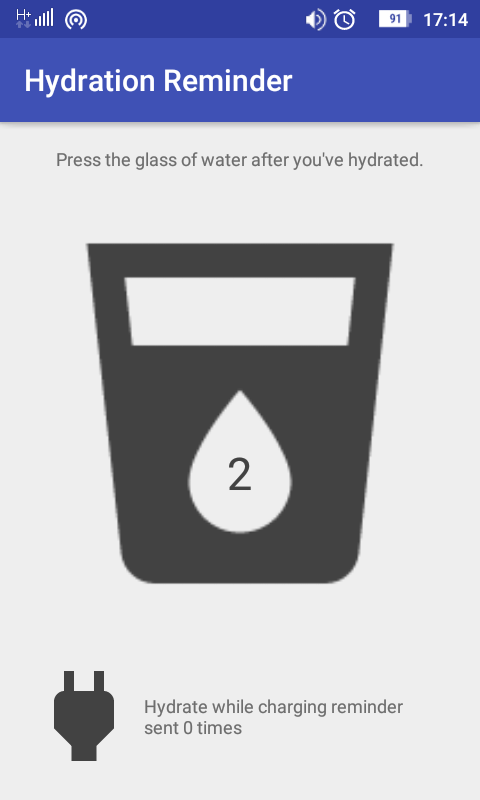 H+ 91 17:14
Hydration Reminder
Press the glass of water after you've hydrated.
2
Hydrate while charging reminder
sent 0 times